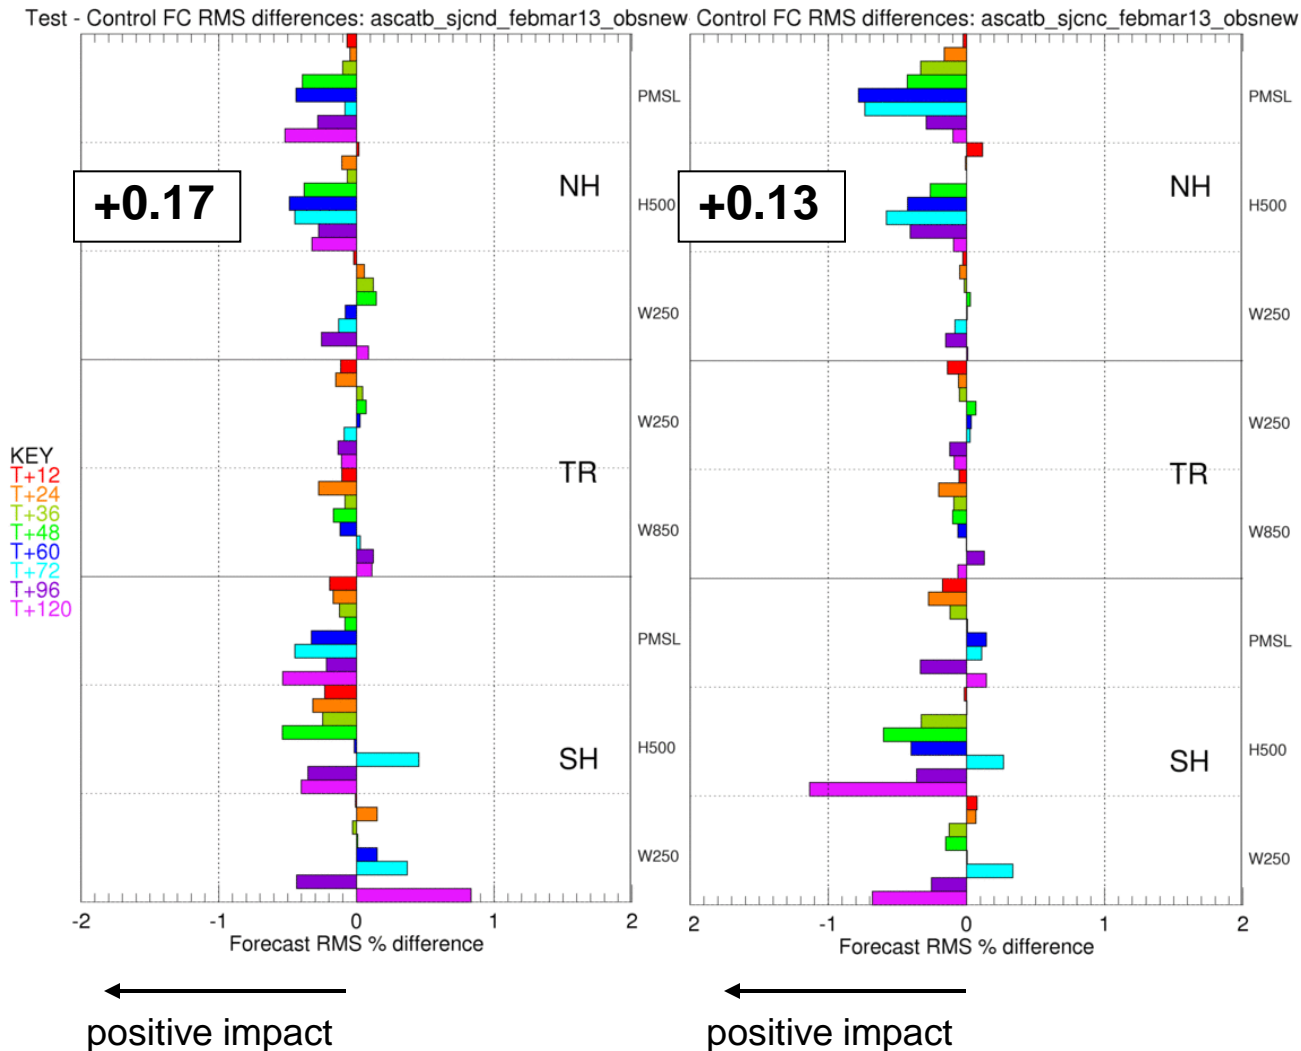 Test - Control FC RMS differences: ascatb_sjcnd_febmar13_obsnew
Control FC RMS differences: ascatb_sjcnc_febmar13_obsnew
PMSL
NH
H500
+0.17
W250
W250
TR
W850
PMSL
H500
SH
W250
KEY
T+12
T+24
T+36
T+48
T+60
T+72
T+96
T+120
-2 -1 0 1 2
Forecast RMS % difference
positive impact
PMSL
NH
H500
+0.13
W250
W250
TR
W850
PMSL
H500
SH
W250
2 -1 0 1 2
Forecast RMS % difference
positive impact